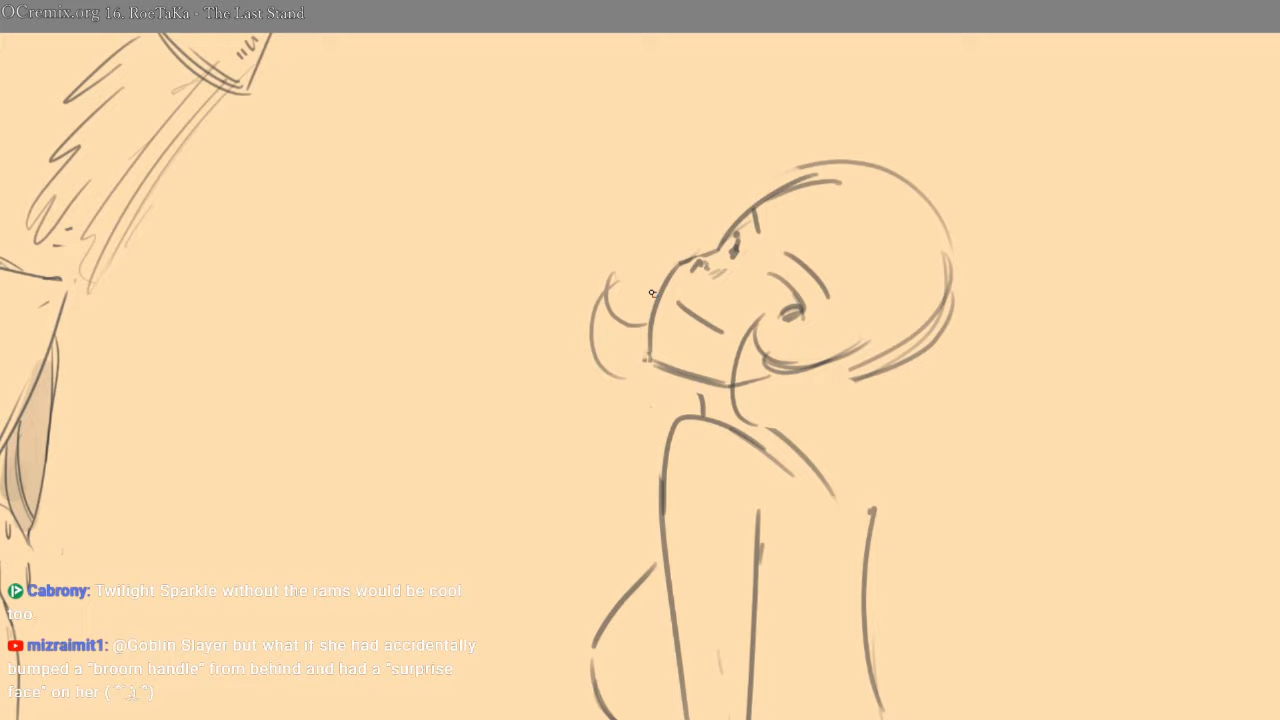 OCremix.org 16. RoeTaKa - The Last Stand
Cabrony: Twilight Sparkle without the rams would be cool
too.
mizraimit1: @Goblin Slayer but what if she had accidentally
bumped a "broom handle" from behind and had a "surprise
face" on her